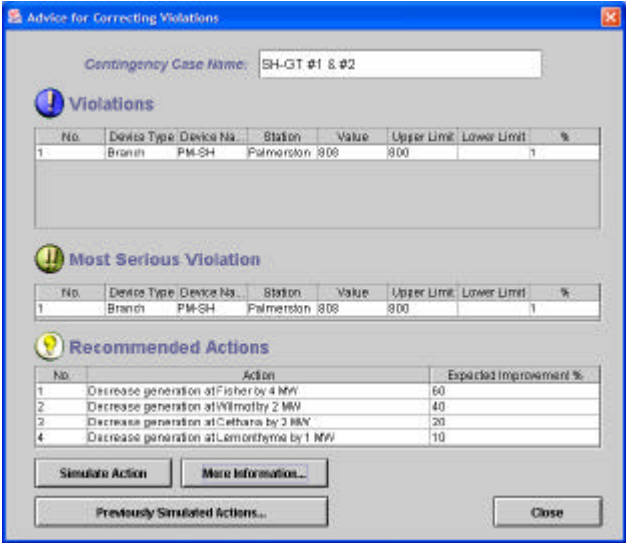 Advice for Correcting Violations
Contingency Case Name: SH-GT #1 & #2
Violations
No. Device Type Device Na... Station Value Upper Limit Lower Limit %
1 Branch PM-SH Palmerston 808 800 1
Most Serious Violation
No. Device Type Device Na... Station Value Upper Limit Lower Limit %
1 Branch PM-SH Palmerston 808 800 1
Recommended Actions
No. Action Expected Improvement %
1 Decrease generation at Fisher by 4 MW 60
2 Decrease generation at Wilmot by 2 MW 40
3 Decrease generation at Cethana by 3 MW 20
4 Decrease generation at Lemonthyme by 1 MW 10
Simulate Action More Information...
Previously Simulated Actions... Close